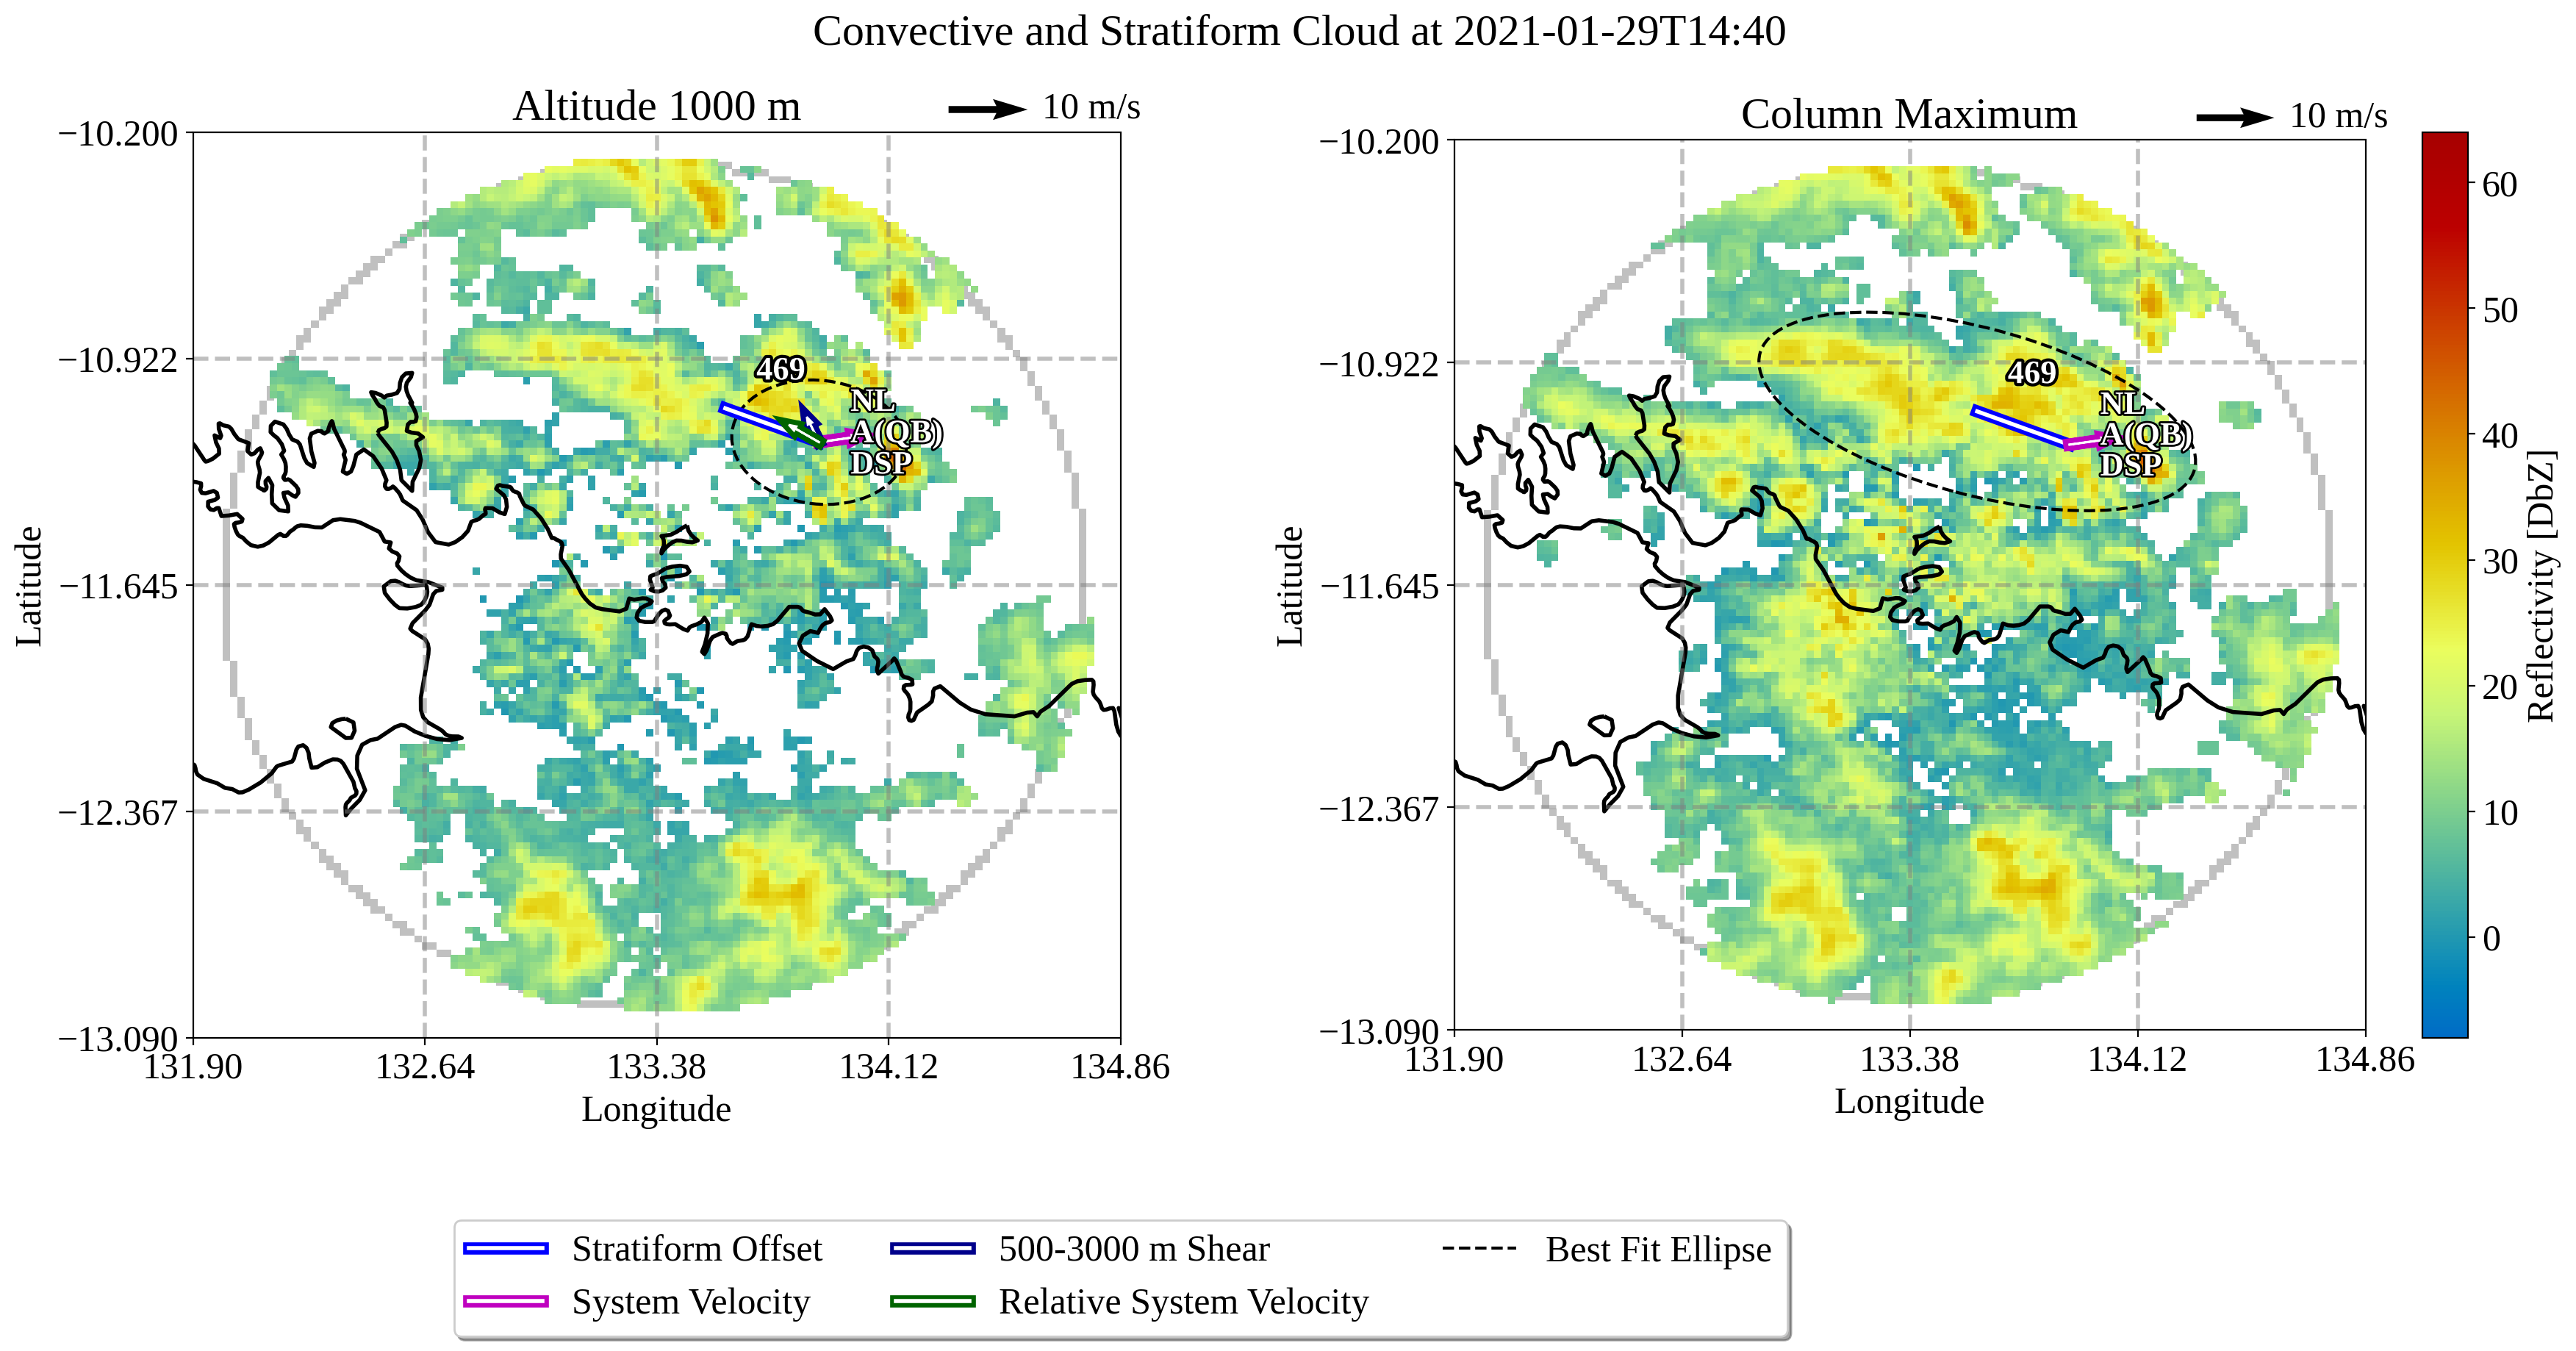 Convective and Stratiform Cloud at 2021-01-29T14:40
Altitude 1000 m
10 m/s
−10.200
−10.922
−11.645
−12.367
−13.090
131.90
132.64
133.38
134.12
134.86
Latitude
Longitude
469
NL
A(QB)
DSP
Column Maximum
10 m/s
−10.200
−10.922
−11.645
−12.367
−13.090
131.90
132.64
133.38
134.12
134.86
Latitude
Longitude
469
NL
A(QB)
DSP
60
50
40
30
20
10
0
Reflectivity [DbZ]
Stratiform Offset
System Velocity
500-3000 m Shear
Relative System Velocity
Best Fit Ellipse